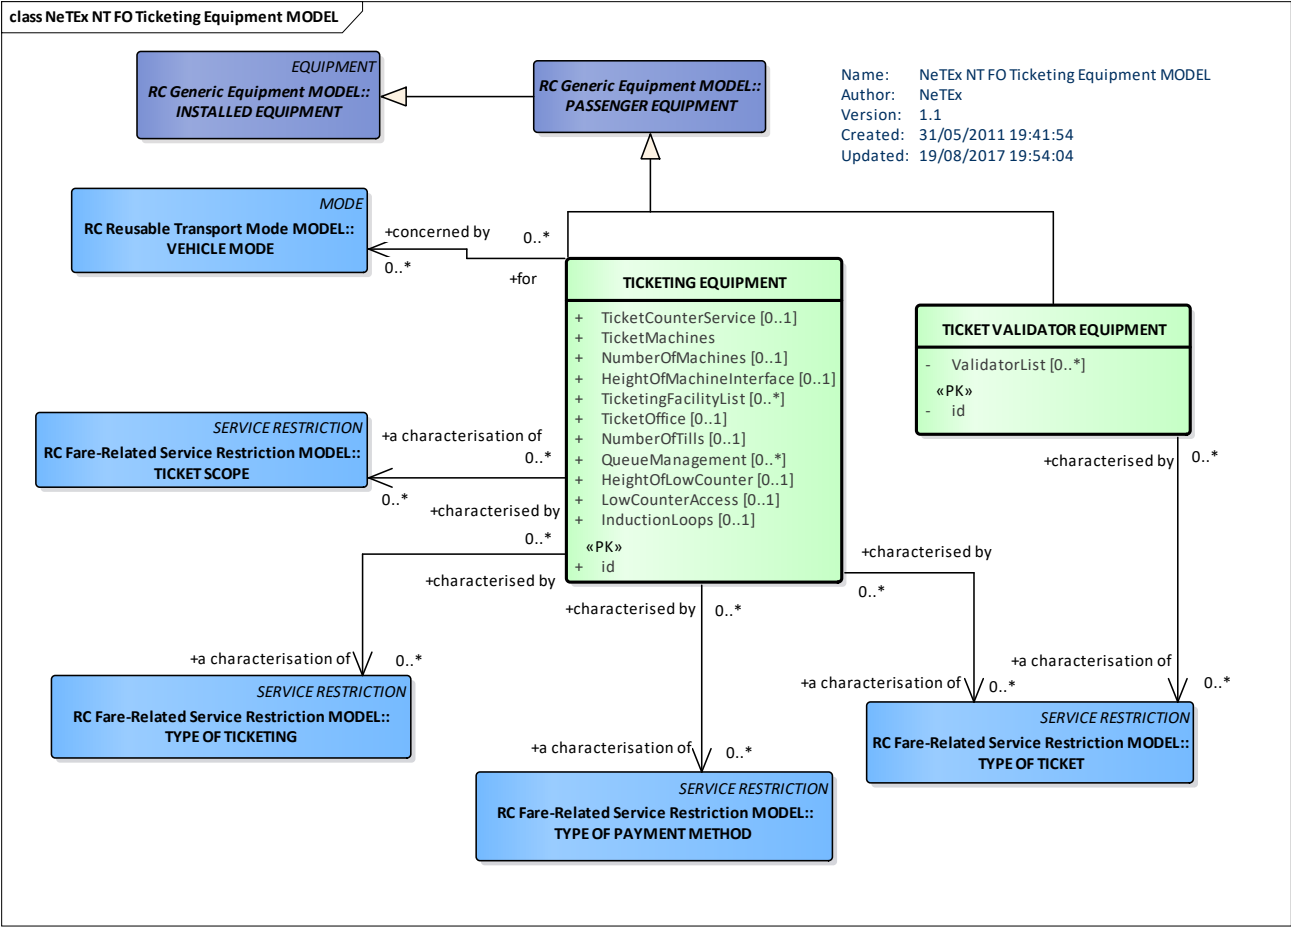 class NeTEx NT FO Ticketing Equipment MODEL
EQUIPMENT
RC Generic Equipment MODEL::
INSTALLED EQUIPMENT
RC Generic Equipment MODEL::
PASSENGER EQUIPMENT
Name: NeTEx NT FO Ticketing Equipment MODEL
Author: NeTEx
Version: 1.1
Created: 31/05/2011 19:41:54
Updated: 19/08/2017 19:54:04
MODE
RC Reusable Transport Mode MODEL::
VEHICLE MODE
+concerned by
0..*
0..*
+for
TICKETING EQUIPMENT
+ TicketCounterService [0..1]
+ TicketMachines
+ NumberOfMachines [0..1]
+ HeightOfMachineInterface [0..1]
+ TicketingFacilityList [0..*]
+ TicketOffice [0..1]
+ NumberOfTills [0..1]
+ QueueManagement [0..*]
+ HeightOfLowCounter [0..1]
+ LowCounterAccess [0..1]
+ InductionLoops [0..1]
«PK»
+ id
TICKET VALIDATOR EQUIPMENT
- ValidatorList [0..*]
«PK»
- id
SERVICE RESTRICTION
RC Fare-Related Service Restriction MODEL::
TICKET SCOPE
+a characterisation of
0..*
0..*
+characterised by
0..*
+characterised by
+a characterisation of
0..*
SERVICE RESTRICTION
RC Fare-Related Service Restriction MODEL::
TYPE OF TICKETING
+characterised by
0..*
+a characterisation of
0..*
SERVICE RESTRICTION
RC Fare-Related Service Restriction MODEL::
TYPE OF PAYMENT METHOD
+characterised by
0..*
+a characterisation of
0..*
+characterised by
0..*
+a characterisation of
0..*
SERVICE RESTRICTION
RC Fare-Related Service Restriction MODEL::
TYPE OF TICKET